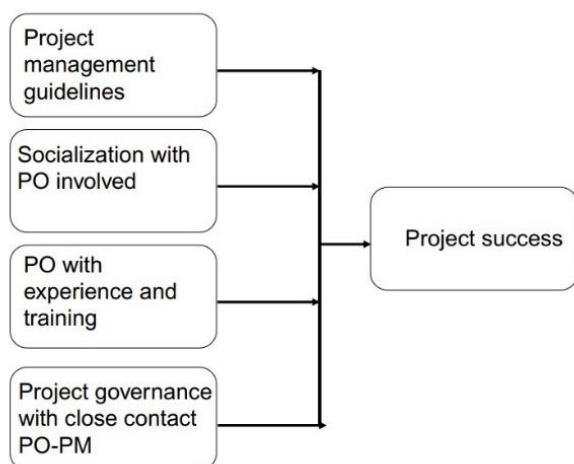 Project
management
guidelines
Socialization with
PO involved
PO with
experience and
training
Project governance
with close contact
PO-PM
Project success